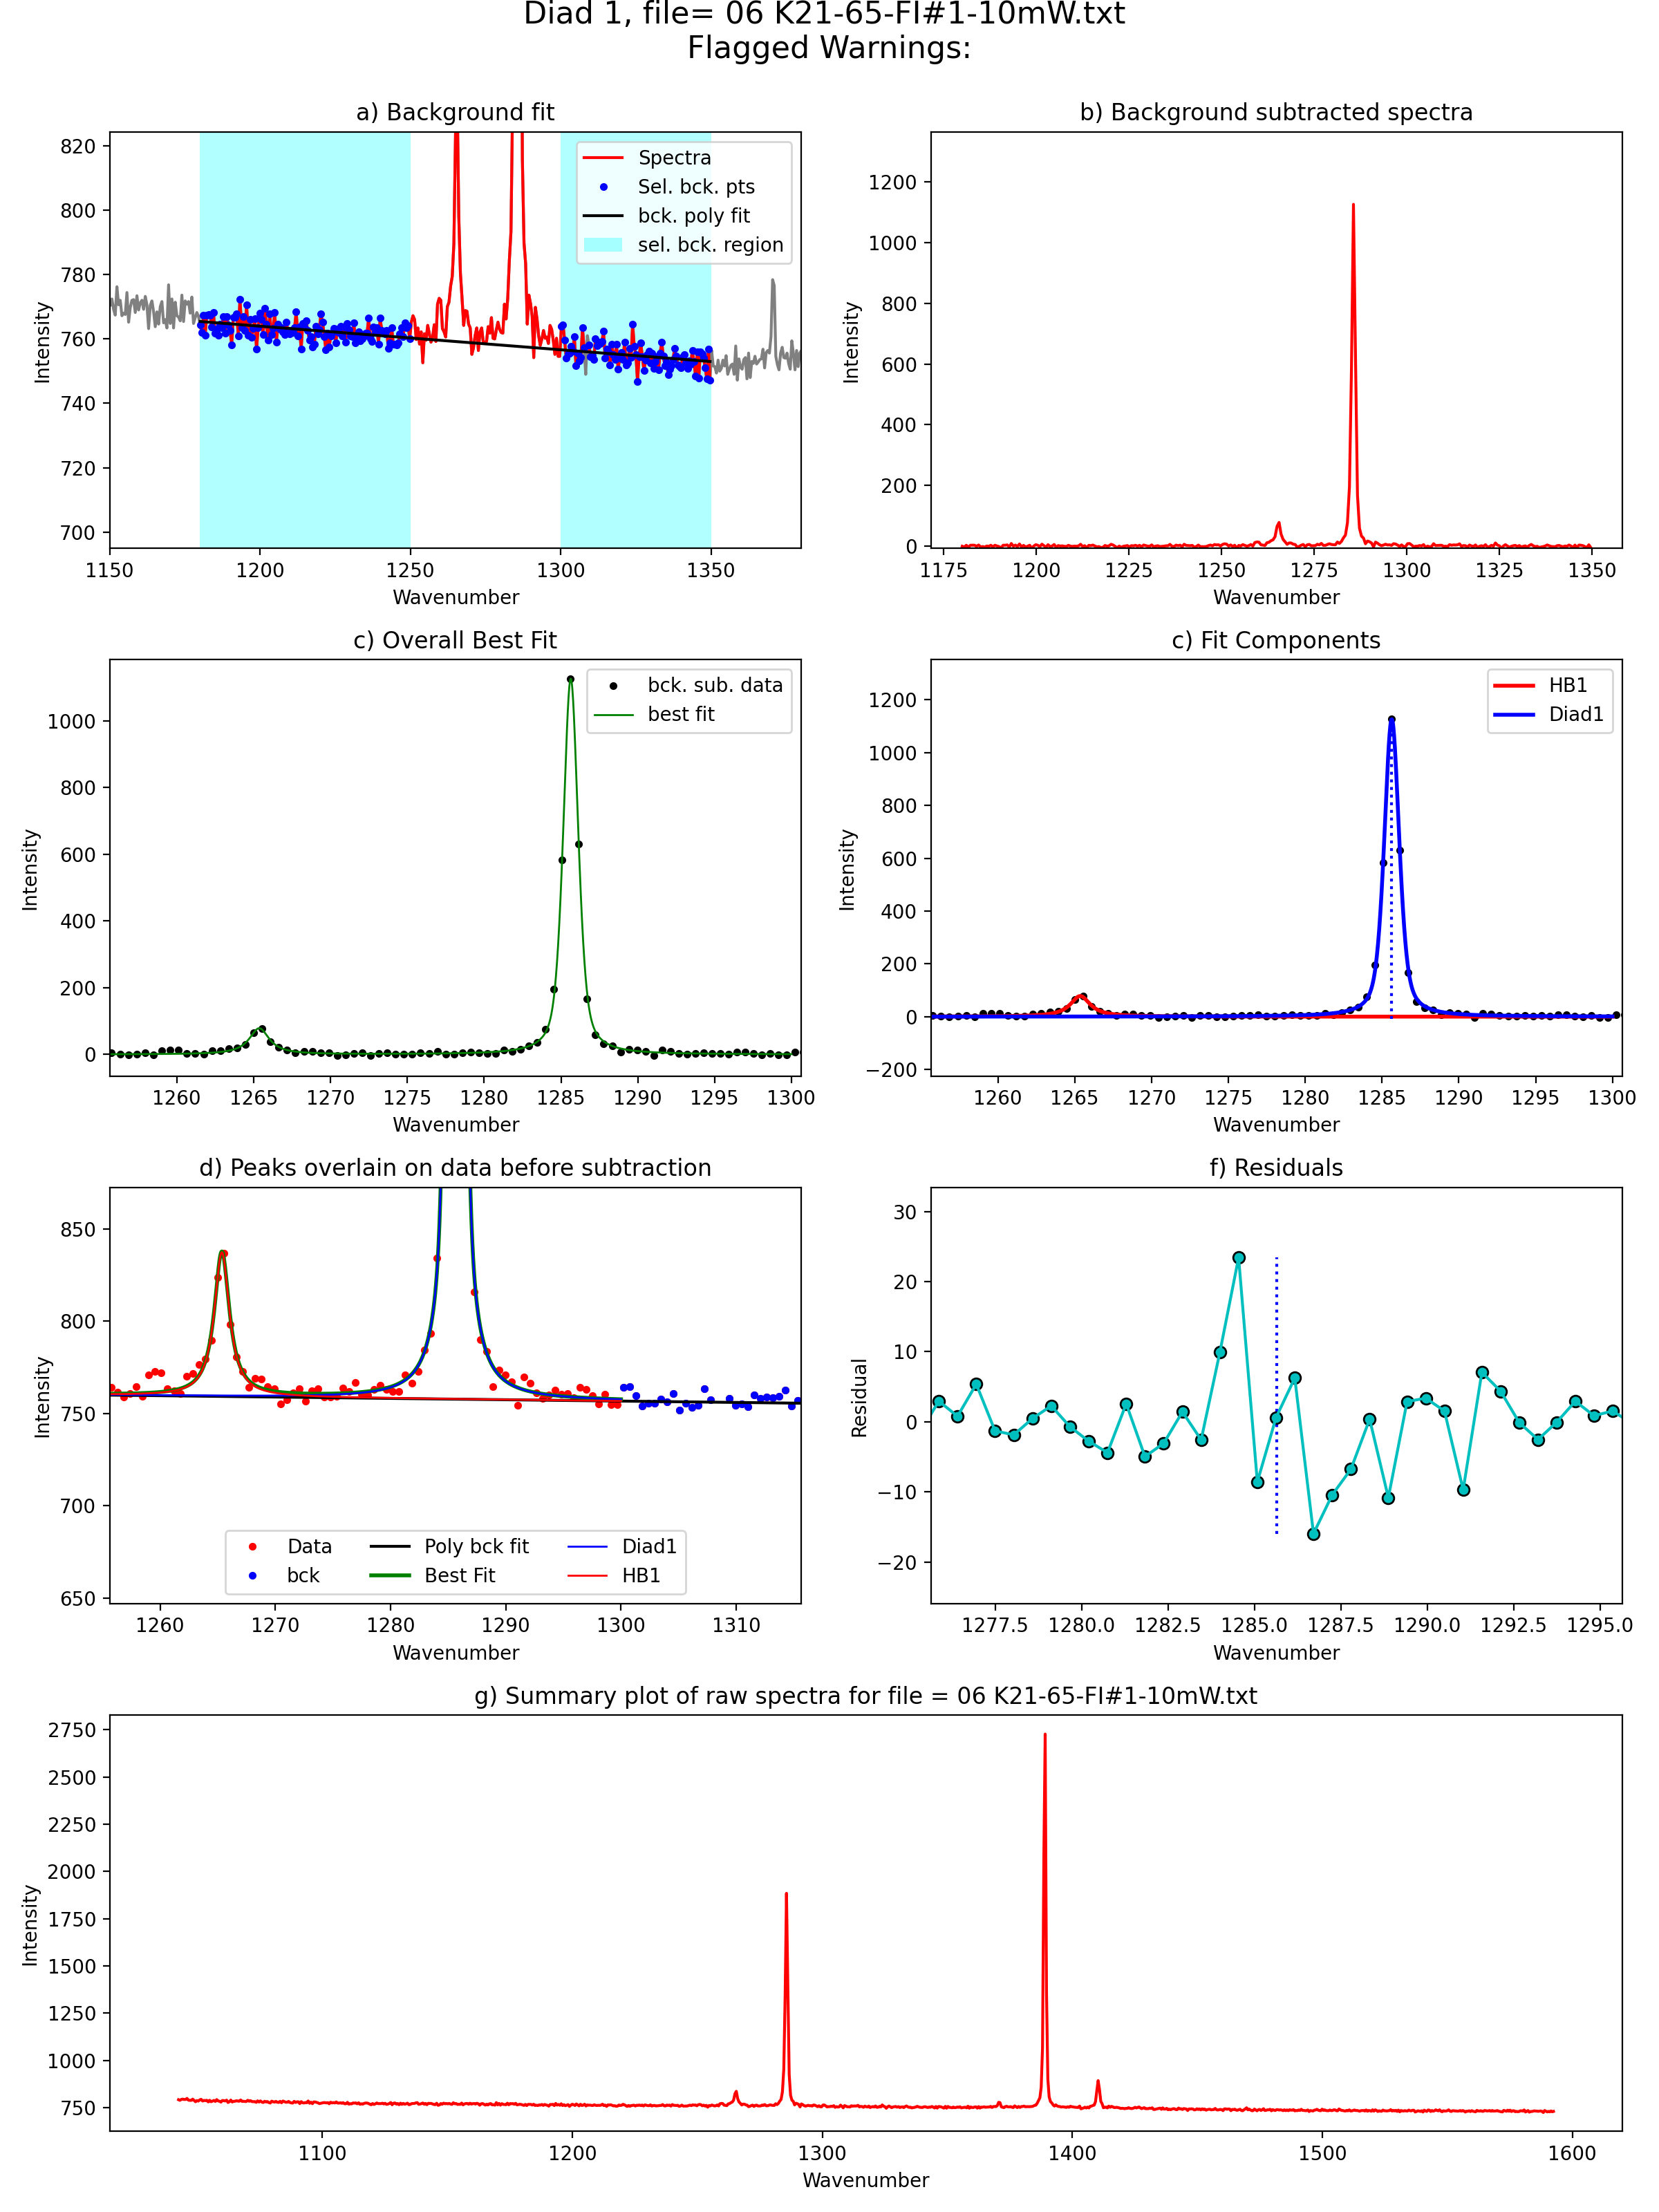 Diad 1, file= 06 K21-65-FI#1-10mW.txt
Flagged Warnings:
a) Background fit
820
800
780
760
740
720
700
Intensity
Spectra
Sel. bck. pts
bck. poly fit
sel. bck. region
1150 1200 1250 1300 1350
Wavenumber
b) Background subtracted spectra
1200
1000
800
600
400
200
0
Intensity
1175 1200 1225 1250 1275 1300 1325 1350
Wavenumber
c) Overall Best Fit
1000
800
600
400
200
0
Intensity
bck. sub. data
best fit
1260 1265 1270 1275 1280 1285 1290 1295 1300
Wavenumber
c) Fit Components
1200
1000
800
600
400
200
0
−200
Intensity
HB1
Diad1
1260 1265 1270 1275 1280 1285 1290 1295 1300
Wavenumber
d) Peaks overlain on data before subtraction
850
800
750
700
650
Intensity
Data
bck
Poly bck fit
Best Fit
Diad1
HB1
1260 1270 1280 1290 1300 1310
Wavenumber
f) Residuals
30
20
10
0
−10
−20
Residual
1277.5 1280.0 1282.5 1285.0 1287.5 1290.0 1292.5 1295.0
Wavenumber
g) Summary plot of raw spectra for file = 06 K21-65-FI#1-10mW.txt
2750
2500
2250
2000
1750
1500
1250
1000
750
Intensity
1100 1200 1300 1400 1500 1600
Wavenumber